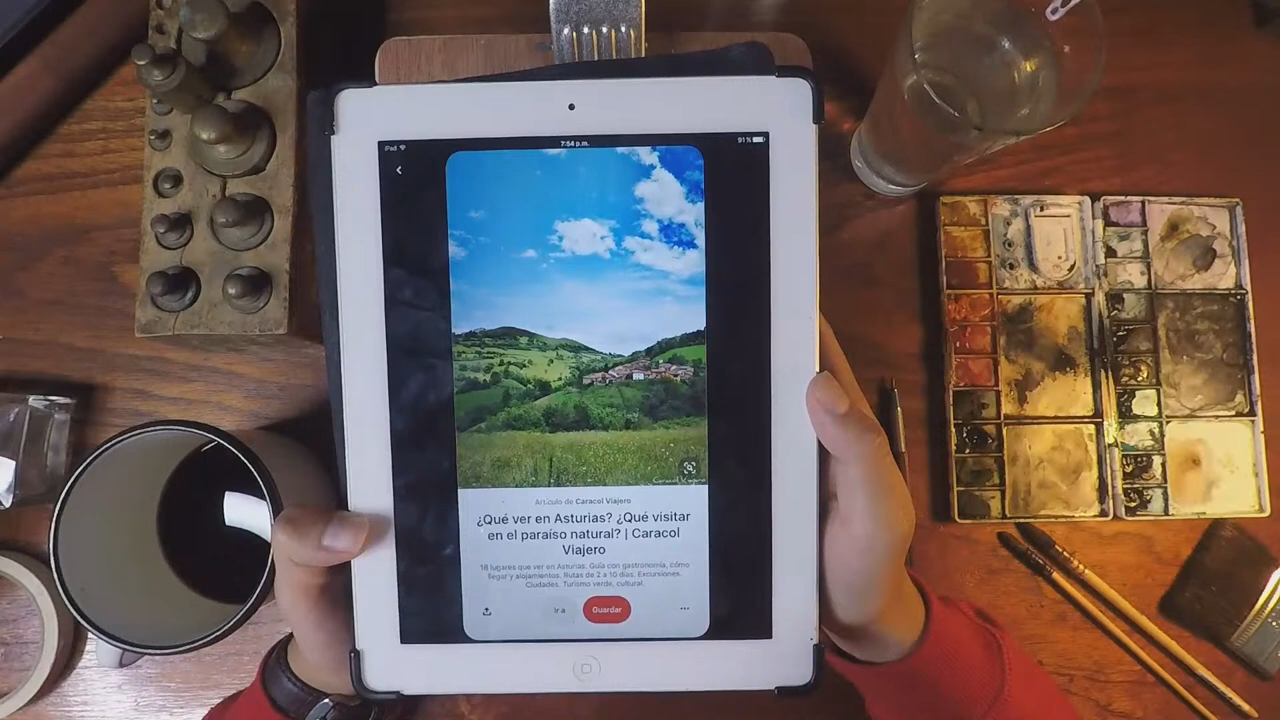 iPad
7:54 p.m.
91%
Caracol Viajero
Artículo de Caracol Viajero
¿Qué ver en Asturias? ¿Qué visitar
en el paraíso natural? | Caracol
Viajero
18 lugares que ver en Asturias. Guía con gastronomía, cómo
llegar y alojamientos. Rutas de 2 a 10 días. Excursiones.
Ciudades. Turismo verde, cultural.
Ir a
Guardar